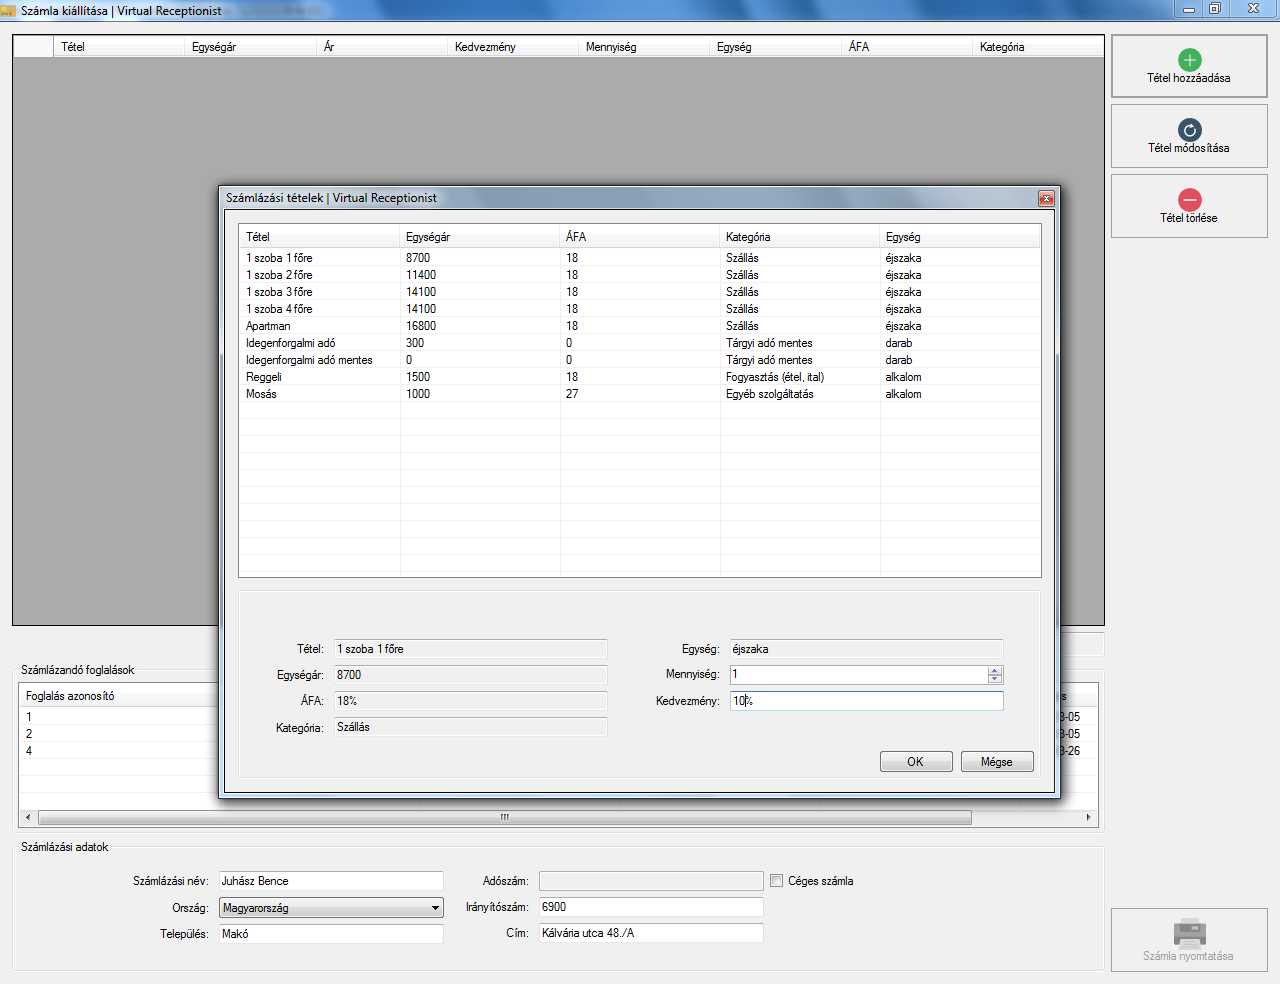 Számla kiállítása | Virtual Receptionist
Tétel Egységár Ár Kedvezmény Mennyiség Egység ÁFA Kategória
Tétel hozzáadása
Tétel módosítása
Tétel törlése
Számlázási tételek | Virtual Receptionist
Tétel Egységár ÁFA Kategória Egység
1 szoba 1 főre 8700 18 Szállás éjszaka
1 szoba 2 főre 11400 18 Szállás éjszaka
1 szoba 3 főre 14100 18 Szállás éjszaka
1 szoba 4 főre 14100 18 Szállás éjszaka
Apartman 16800 18 Szállás éjszaka
Idegenforgalmi adó 300 0 Tárgyi adó mentes darab
Idegenforgalmi adó mentes 0 0 Tárgyi adó mentes darab
Reggeli 1500 18 Fogyasztás (étel, ital) alkalom
Mosás 1000 27 Egyéb szolgáltatás alkalom
Tétel: 1 szoba 1 főre Egység: éjszaka
Egységár: 8700 Mennyiség: 1
ÁFA: 18% Kedvezmény: 10%
Kategória: Szállás
OK Mégse
Számlázandó foglalások
Foglalás azonosító s
1 3-05
2 3-05
4 3-26
Számlázási adatok
Számlázási név: Juhász Bence Adószám: Céges számla
Ország: Magyarország Irányítószám: 6900
Település: Makó Cím: Kálvária utca 48./A
Számla nyomtatása